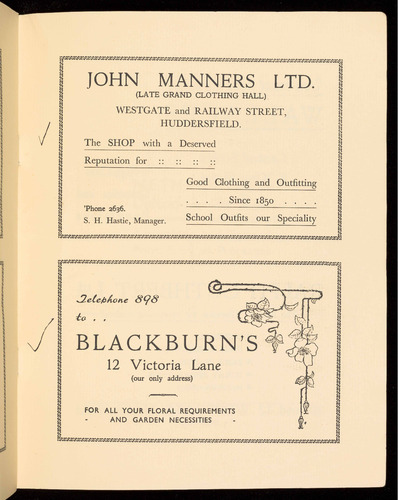 JOHN MANNERS LTD.
(LATE GRAND CLOTHING HALL)
WESTGATE and RAILWAY STREET,
HUDDERSFIELD.
The SHOP with a Deserved
Reputation for :: :: :: ::
Good Clothing and Outfitting
. . . . Since 1850 . . . .
School Outfits our Speciality
'Phone 2636.
S. H. Hastie, Manager.
Telephone 898
to . .
BLACKBURN'S
12 Victoria Lane
(our only address)
FOR ALL YOUR FLORAL REQUIREMENTS
- AND GARDEN NECESSITIES -